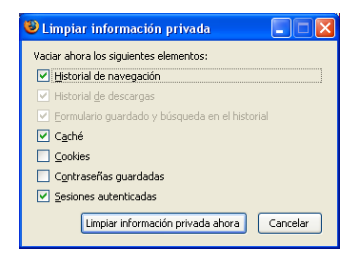 Limpiar información privada
Vaciar ahora los siguientes elementos:
Historial de navegación
Historial de descargas
Formulario guardado y búsqueda en el historial
Caché
Cookies
Contraseñas guardadas
Sesiones autenticadas
Limpiar información privada ahora
Cancelar